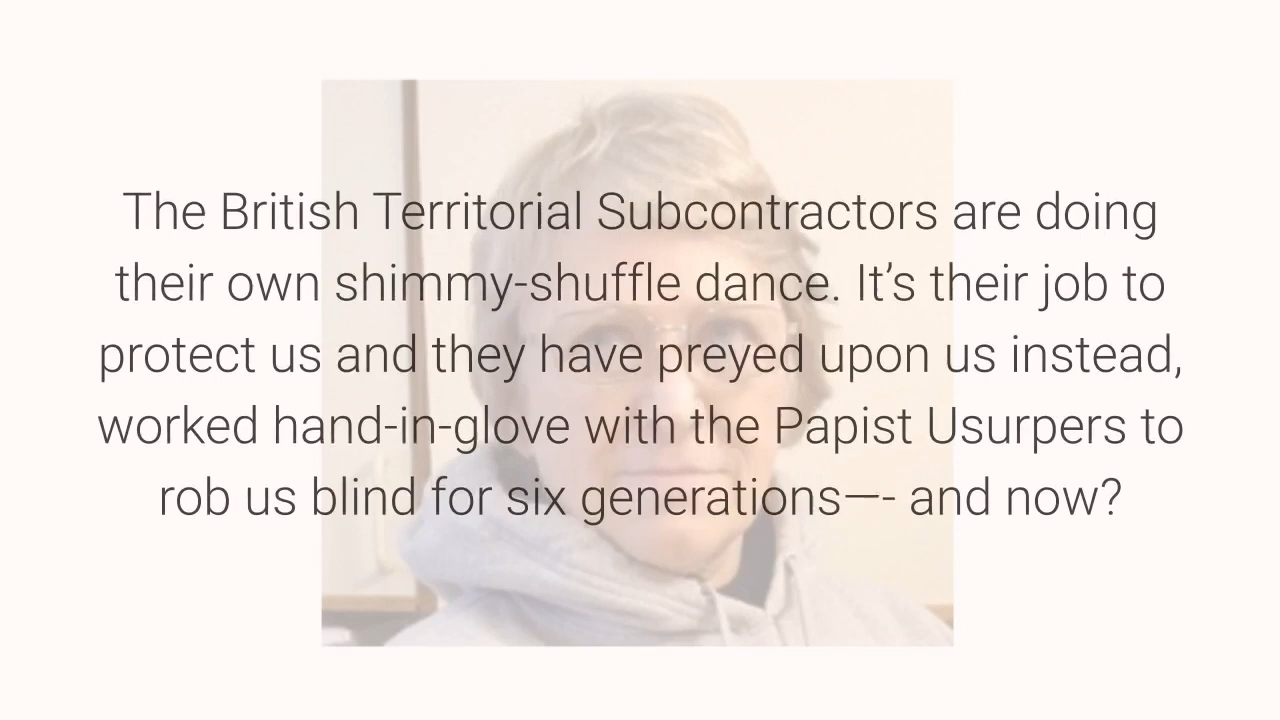 The British Territorial Subcontractors are doing
their own shimmy-shuffle dance. It’s their job to
protect us and they have preyed upon us instead,
worked hand-in-glove with the Papist Usurpers to
rob us blind for six generations—- and now?